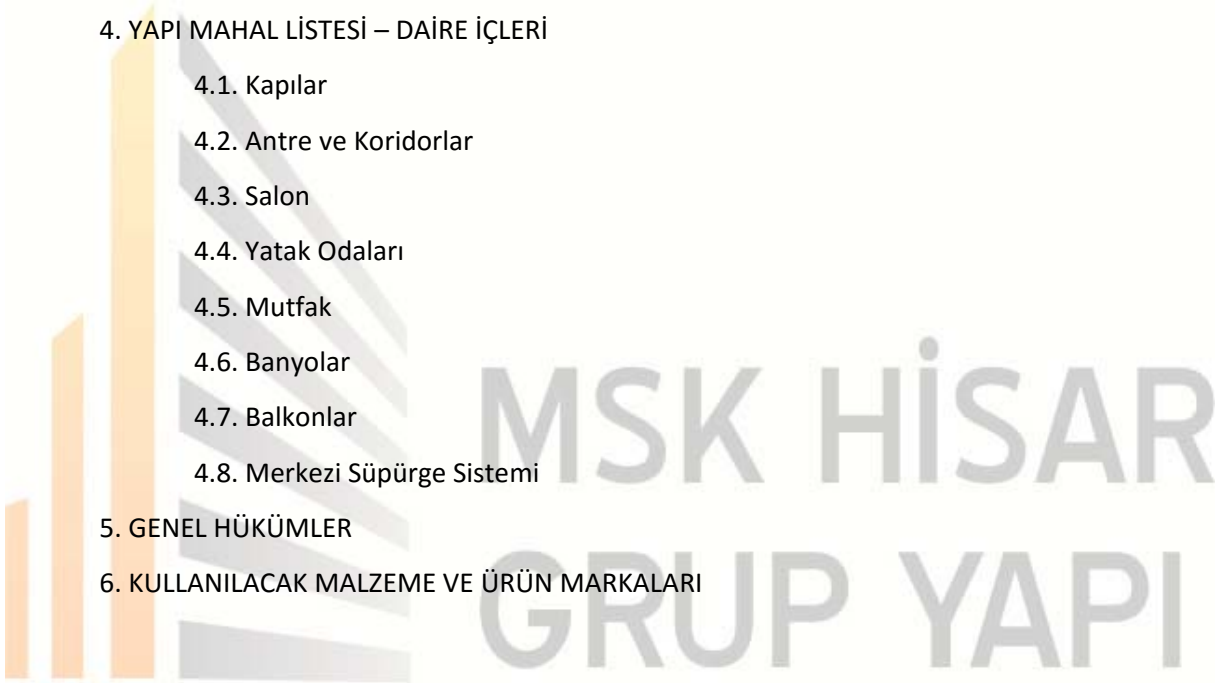 4. YAPI MAHAL LİSTESİ – DAİRE İÇLERİ
4.1. Kapılar
4.2. Antre ve Koridorlar
4.3. Salon
4.4. Yatak Odaları
4.5. Mutfak
4.6. Banyolar
4.7. Balkonlar
4.8. Merkezi Süpürge Sistemi
5. GENEL HÜKÜMLER
6. KULLANILACAK MALZEME VE ÜRÜN MARKALARI
MSK HİSAR
GRUP YAPI